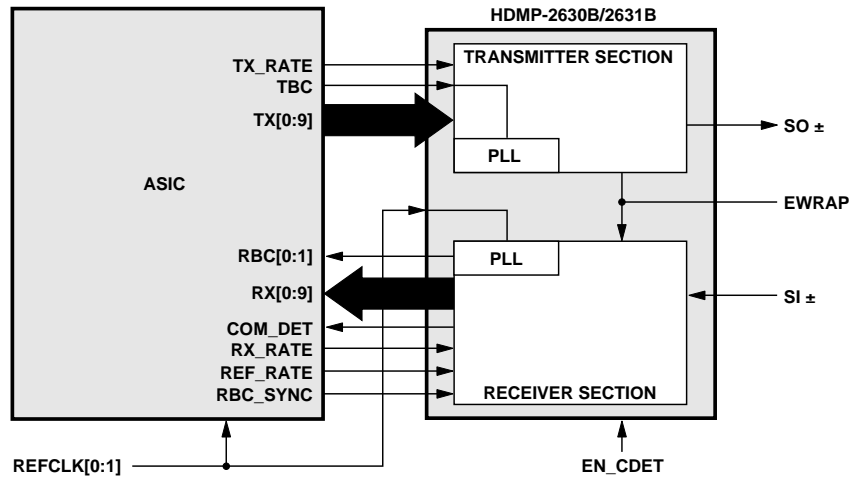 HDMP-2630B/2631B
TRANSMITTER SECTION
TX_RATE
TBC
TX[0:9]
SO ±
PLL
ASIC
EWRAP
RBC[0:1]
PLL
RX[0:9]
SI ±
COM_DET
RX_RATE
REF_RATE
RBC_SYNC
RECEIVER SECTION
REFCLK[0:1]
EN_CDET